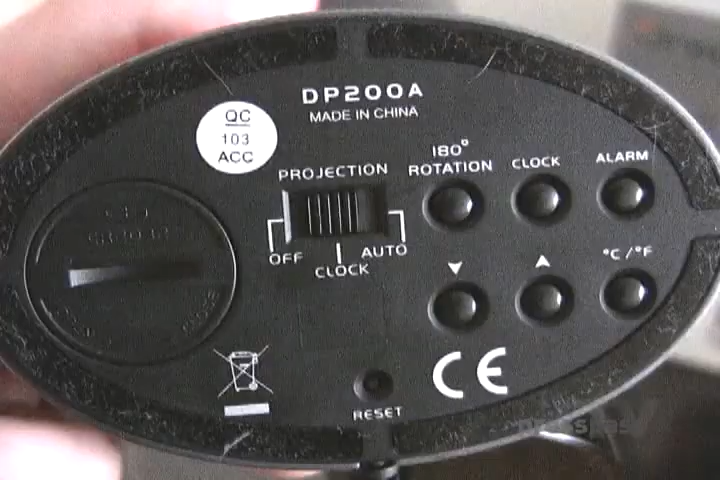 DP200A
MADE IN CHINA
QC
103
ACC
PROJECTION
180°
ROTATION
CLOCK
ALARM
OFF
CLOCK
AUTO
°C /°F
CE
RESET